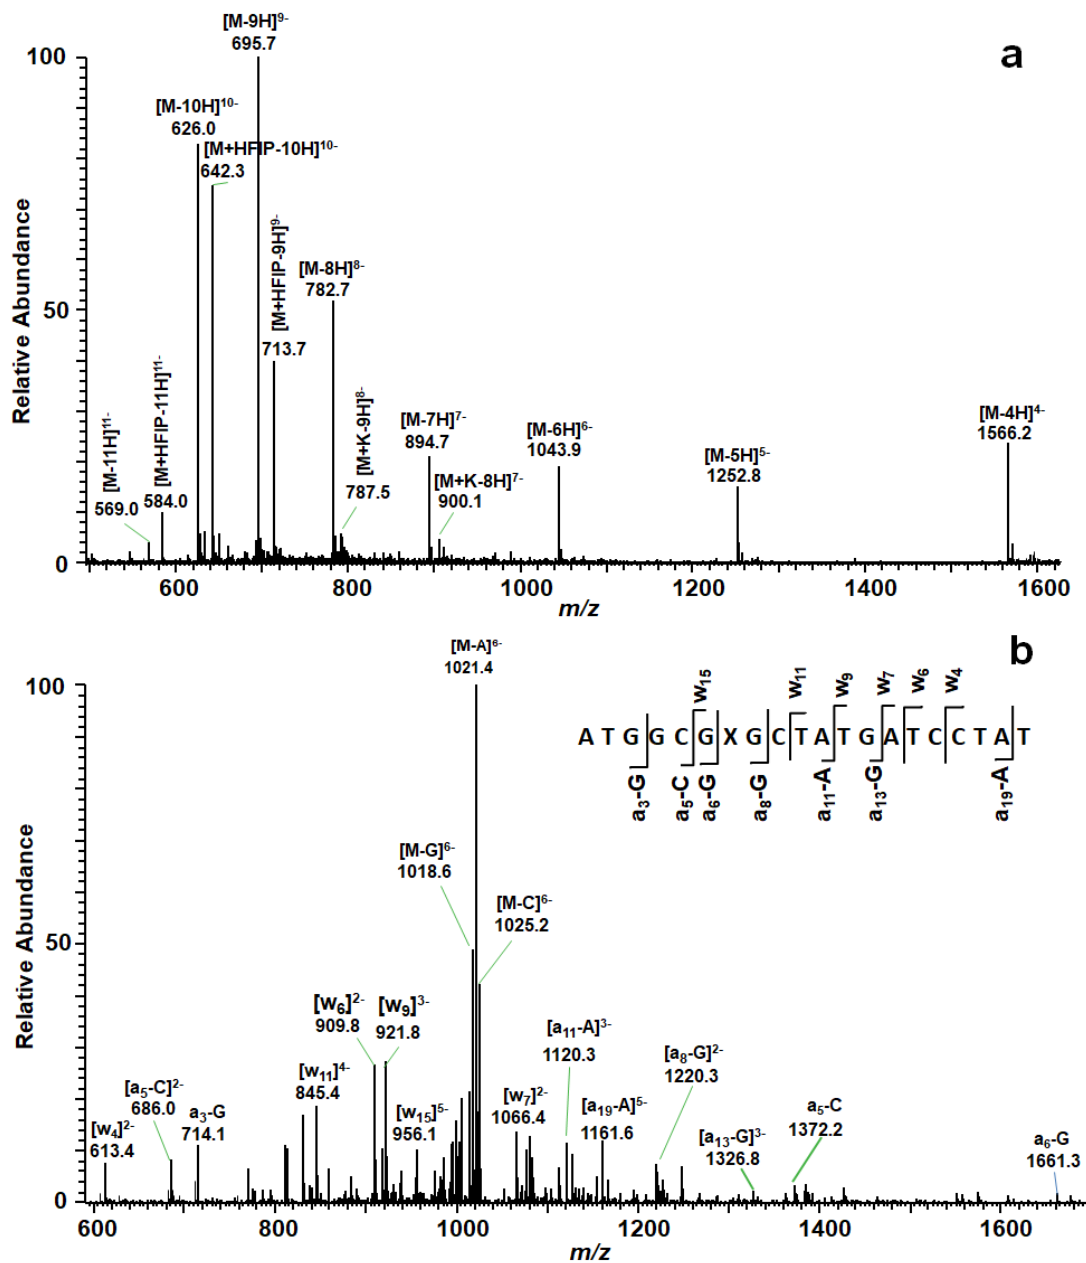 a
Relative Abundance
100
50
0
[M-11H]¹¹⁻
569.0
[M+HFIP-11H]¹¹⁻
584.0
[M-10H]¹⁰⁻
626.0
[M+HFIP-10H]¹⁰⁻
642.3
[M-9H]⁹⁻
695.7
[M+HFIP-9H]⁹⁻
713.7
[M-8H]⁸⁻
782.7
[M+K-9H]⁸⁻
787.5
[M-7H]⁷⁻
894.7
[M+K-8H]⁷⁻
900.1
[M-6H]⁶⁻
1043.9
[M-5H]⁵⁻
1252.8
[M-4H]⁴⁻
1566.2
600 800 1000 1200 1400 1600
m/z
b
Relative Abundance
100
50
0
w₁₅ w₁₁ w₉ w₇ w₆ w₄
A T G G C G X G C T A T G A T C C T A T
a₃-G a₅-C a₆-G a₈-G a₁₁-A a₁₃-G a₁₉-A
[w₄]²⁻
613.4
[a₅-C]²⁻
686.0
a₃-G
714.1
[w₁₁]⁴⁻
845.4
[w₆]²⁻
909.8
[w₉]³⁻
921.8
[w₁₅]⁵⁻
956.1
[M-G]⁶⁻
1018.6
[M-A]⁶⁻
1021.4
[M-C]⁶⁻
1025.2
[w₇]²⁻
1066.4
[a₁₁-A]³⁻
1120.3
[a₁₉-A]⁵⁻
1161.6
[a₈-G]²⁻
1220.3
[a₁₃-G]³⁻
1326.8
a₅-C
1372.2
a₆-G
1661.3
600 800 1000 1200 1400 1600
m/z